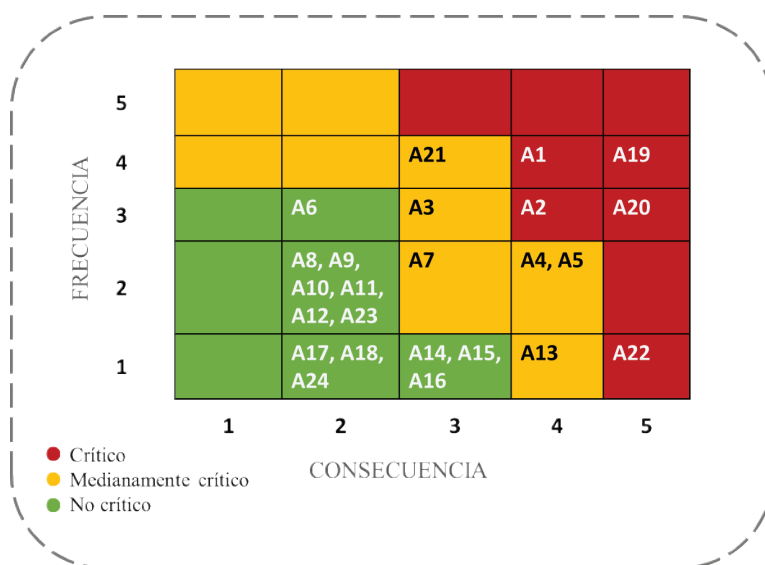 FRECUENCIA
5
4
A21
A1
A19
3
A6
A3
A2
A20
2
A8, A9,
A10, A11,
A12, A23
A7
A4, A5
1
A17, A18,
A24
A14, A15,
A16
A13
A22
1
2
3
4
5
CONSECUENCIA
Crítico
Medianamente crítico
No crítico